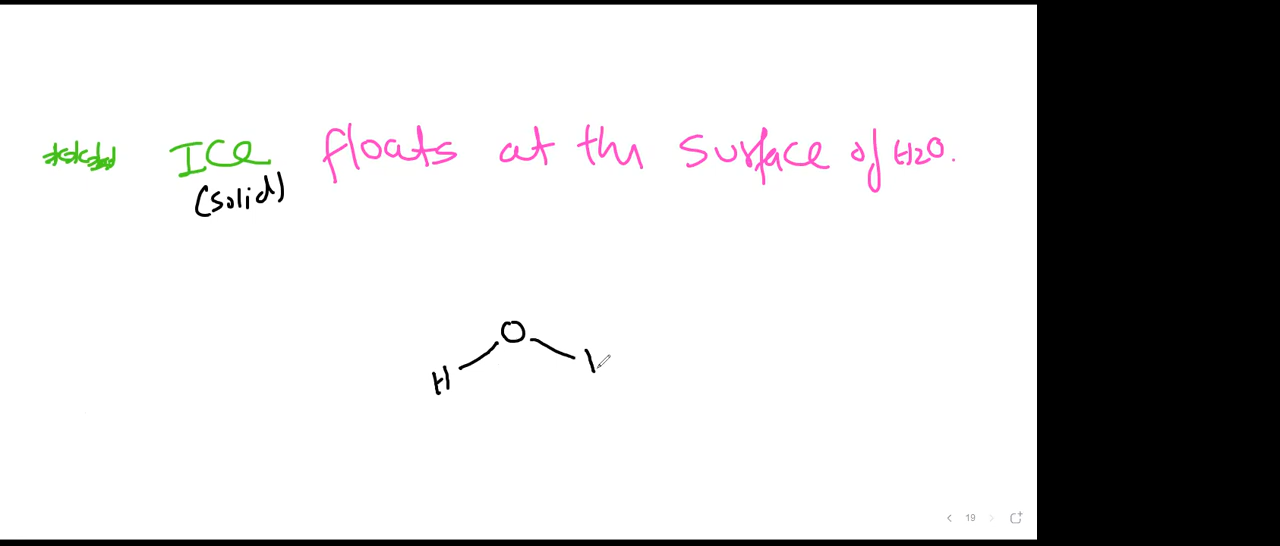 ICe floats at the surface of H2O.
(solid)
O
H
19